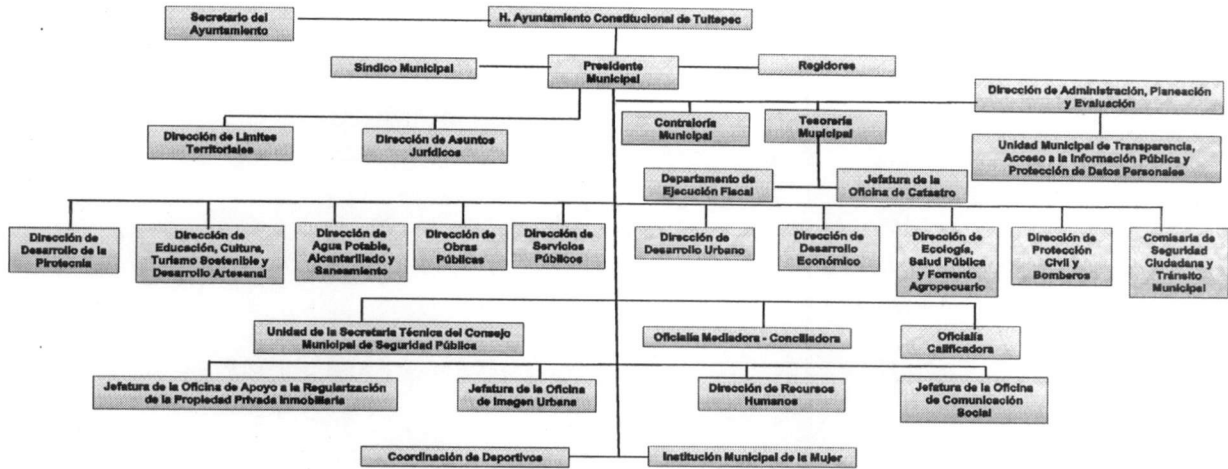 Secretario del
Ayuntamiento
H. Ayuntamiento Constitucional de Tultepec
Síndico Municipal
Presidente
Municipal
Regidores
Dirección de Administración, Planeación
y Evaluación
Dirección de Límites
Territoriales
Dirección de Asuntos
Jurídicos
Contraloría
Municipal
Tesorería
Municipal
Unidad Municipal de Transparencia,
Acceso a la Información Pública y
Protección de Datos Personales
Departamento de
Ejecución Fiscal
Jefatura de la
Oficina de Catastro
Dirección de
Desarrollo de la
Pirotecnia
Dirección de
Educación, Cultura,
Turismo Sostenible y
Desarrollo Artesanal
Dirección de
Agua Potable,
Alcantarillado y
Saneamiento
Dirección de
Obras
Públicas
Dirección de
Servicios
Públicos
Dirección de
Desarrollo Urbano
Dirección de
Desarrollo
Económico
Dirección de
Ecología,
Salud Pública
y Fomento
Agropecuario
Dirección de
Protección
Civil y
Bomberos
Comisaria de
Seguridad
Ciudadana y
Tránsito
Municipal
Unidad de la Secretaria Técnica del Consejo
Municipal de Seguridad Pública
Oficialía Mediadora - Conciliadora
Oficialía
Calificadora
Jefatura de la Oficina de Apoyo a la Regularización
de la Propiedad Privada Inmobiliaria
Jefatura de la Oficina
de Imagen Urbana
Dirección de Recursos
Humanos
Jefatura de la Oficina
de Comunicación
Social
Coordinación de Deportivos
Institución Municipal de la Mujer